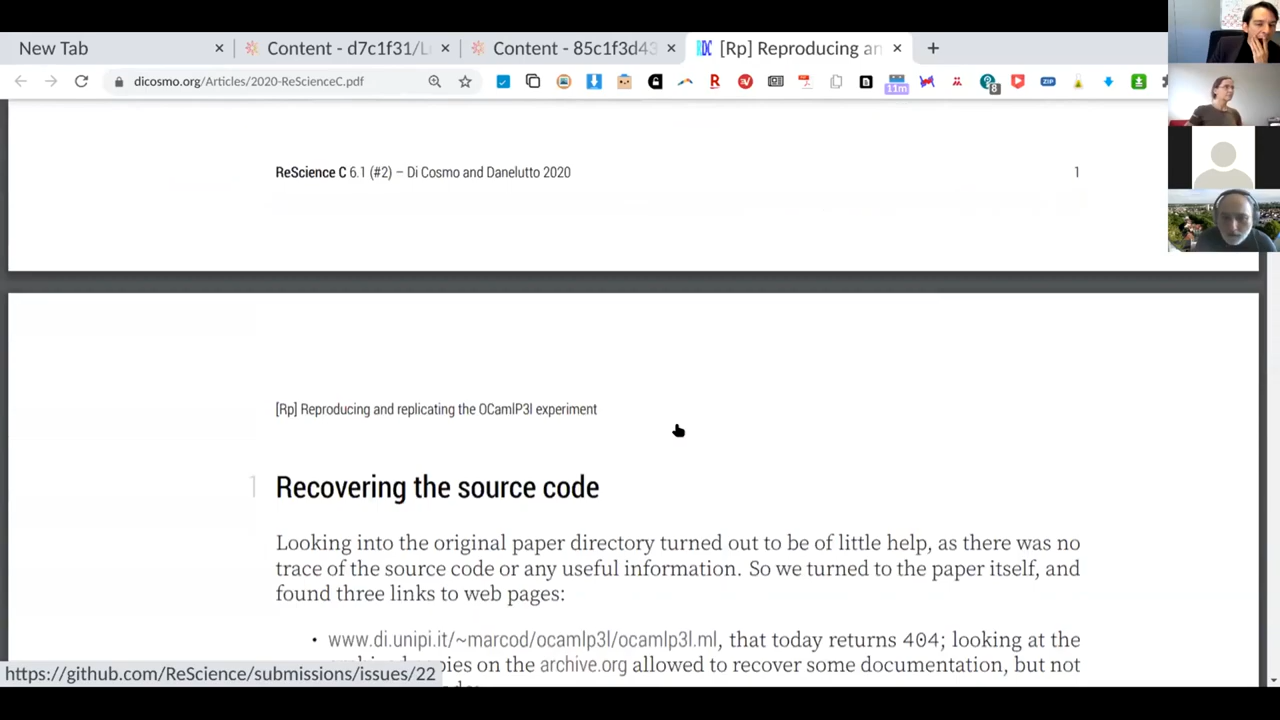 New Tab
Content - d7c1f31/L
Content - 85c1f3d43
[Rp] Reproducing an
dicosmo.org/Articles/2020-ReScienceC.pdf
11m
8
ZIP
ReScience C 6.1 (#2) – Di Cosmo and Danelutto 2020
1
[Rp] Reproducing and replicating the OCamlP3l experiment
1 Recovering the source code
Looking into the original paper directory turned out to be of little help, as there was no
trace of the source code or any useful information. So we turned to the paper itself, and
found three links to web pages:
• www.di.unipi.it/~marcod/ocamlp3l/ocamlp3l.ml, that today returns 404; looking at the
pies on the archive.org allowed to recover some documentation, but not
https://github.com/ReScience/submissions/issues/22